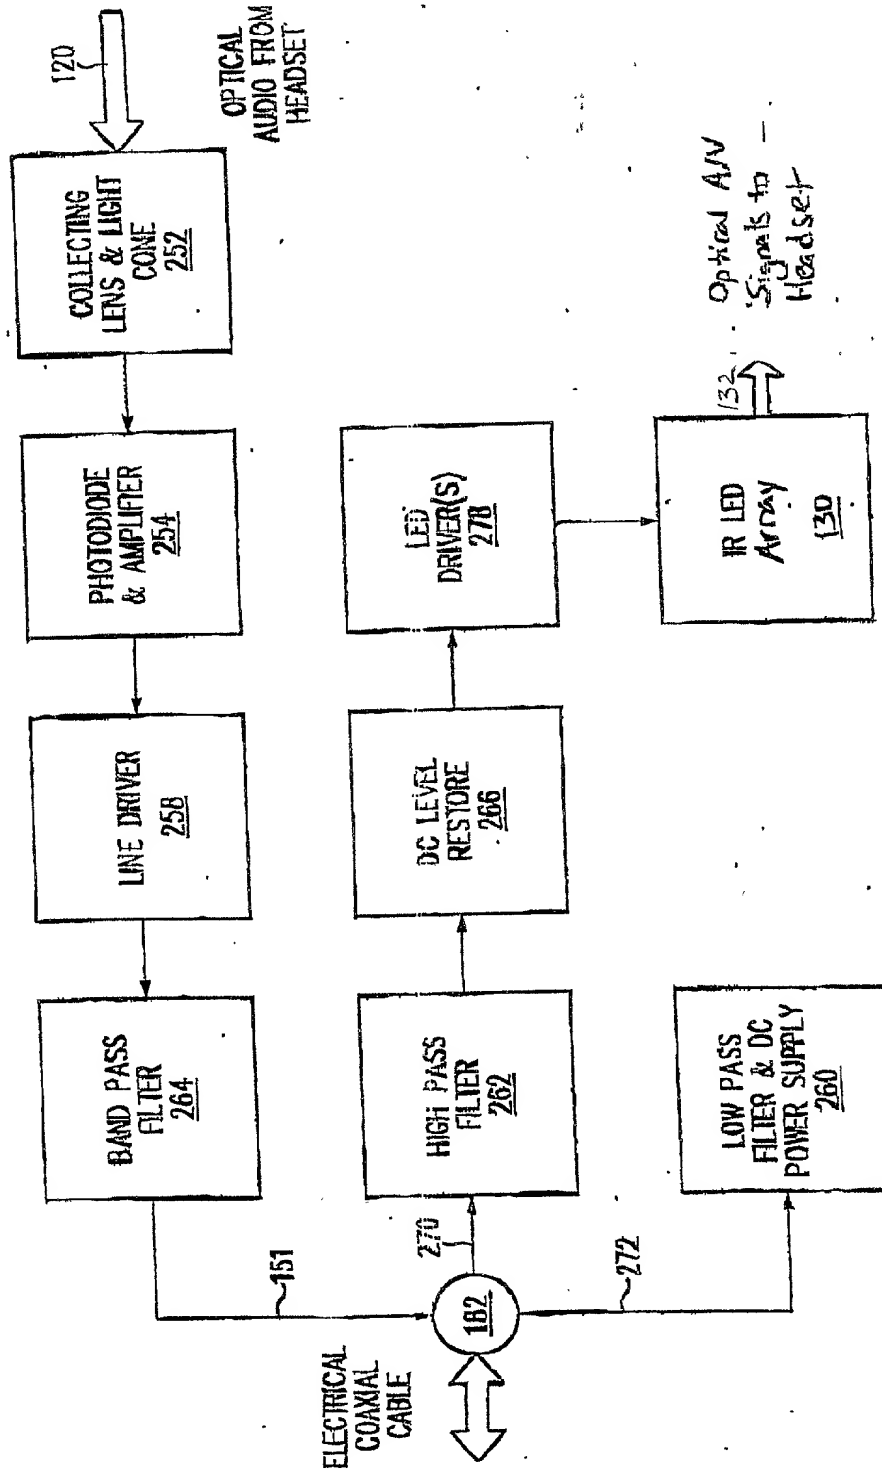 120
OPTICAL
AUDIO FROM
HEADSET
COLLECTING
LENS & LIGHT
CONE
252
PHOTODIODE
& AMPLIFIER
254
LINE DRIVER
258
BAND PASS
FILTER
264
151
ELECTRICAL
COAXIAL
CABLE
182
270
HIGH PASS
FILTER
262
DC LEVEL
RESTORE
266
LED
DRIVER(S)
278
272
LOW PASS
FILTER & DC
POWER SUPPLY
260
IR LED
Array
130
132
Optical A/V
Signals to
Headset